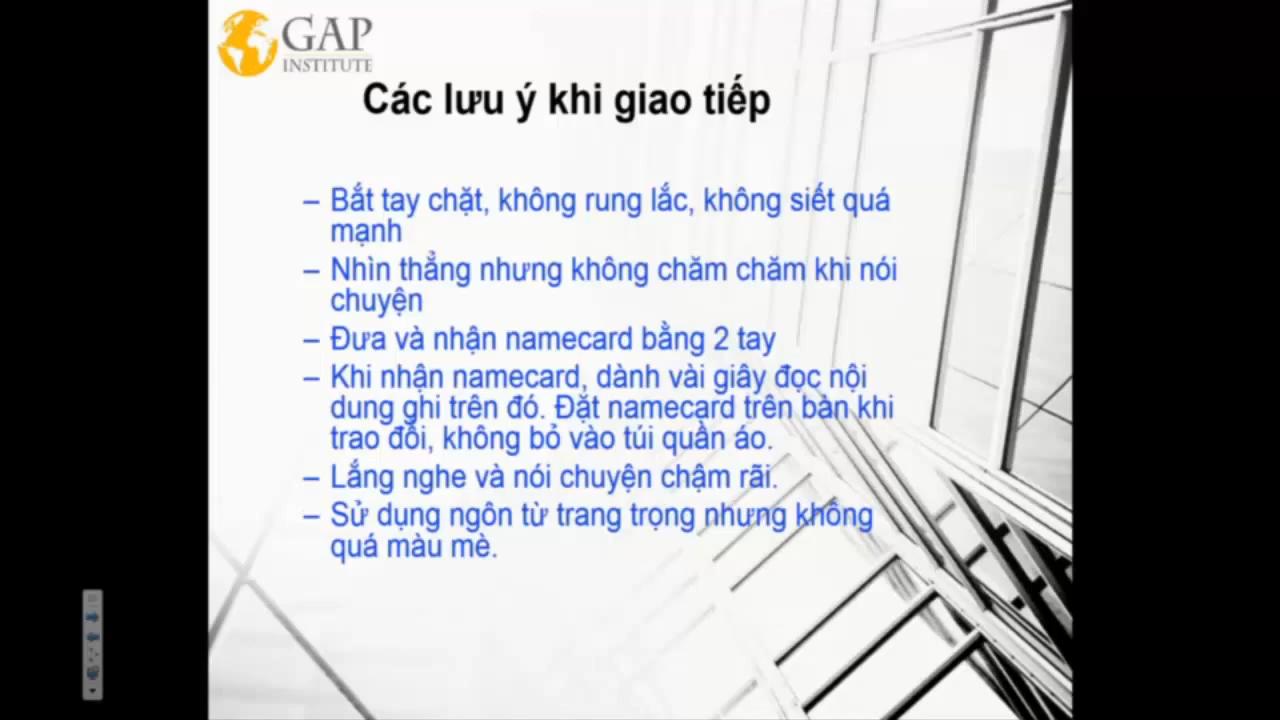 GAP
INSTITUTE
Các lưu ý khi giao tiếp
– Bắt tay chặt, không rung lắc, không siết quá
mạnh
– Nhìn thẳng nhưng không chăm chăm khi nói
chuyện
– Đưa và nhận namecard bằng 2 tay
– Khi nhận namecard, dành vài giây đọc nội
dung ghi trên đó. Đặt namecard trên bàn khi
trao đổi, không bỏ vào túi quần áo.
– Lắng nghe và nói chuyện chậm rãi.
– Sử dụng ngôn từ trang trọng nhưng không
quá màu mè.